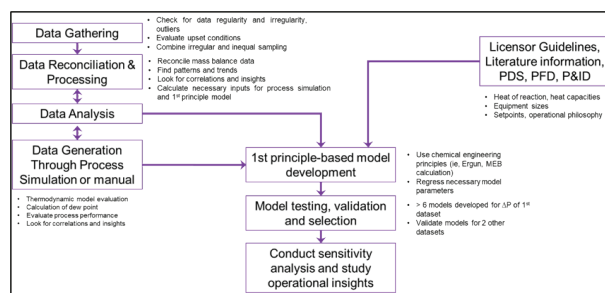 Data Gathering
• Check for data regularity and irregularity,
outliers
• Evaluate upset conditions
• Combine irregular and inequal sampling
Data Reconciliation &
Processing
• Reconcile mass balance data
• Find patterns and trends
• Look for correlations and insights
• Calculate necessary inputs for process simulation
and 1st principle model
Licensor Guidelines,
Literature information,
PDS, PFD, P&ID
• Heat of reaction, heat capacities
• Equipment sizes
• Setpoints, operational philosophy
Data Analysis
Data Generation
Through Process
Simulation or manual
• Thermodynamic model evaluation
• Calculation of dew point
• Evaluate process performance
• Look for correlations and insights
1st principle-based model
development
• Use chemical engineering
principles (ie, Ergun, MEB
calculation)
• Regress necessary model
parameters
Model testing, validation
and selection
• > 6 models developed for ΔP of 1st
dataset
• Validate models for 2 other
datasets
Conduct sensitivity
analysis and study
operational insights